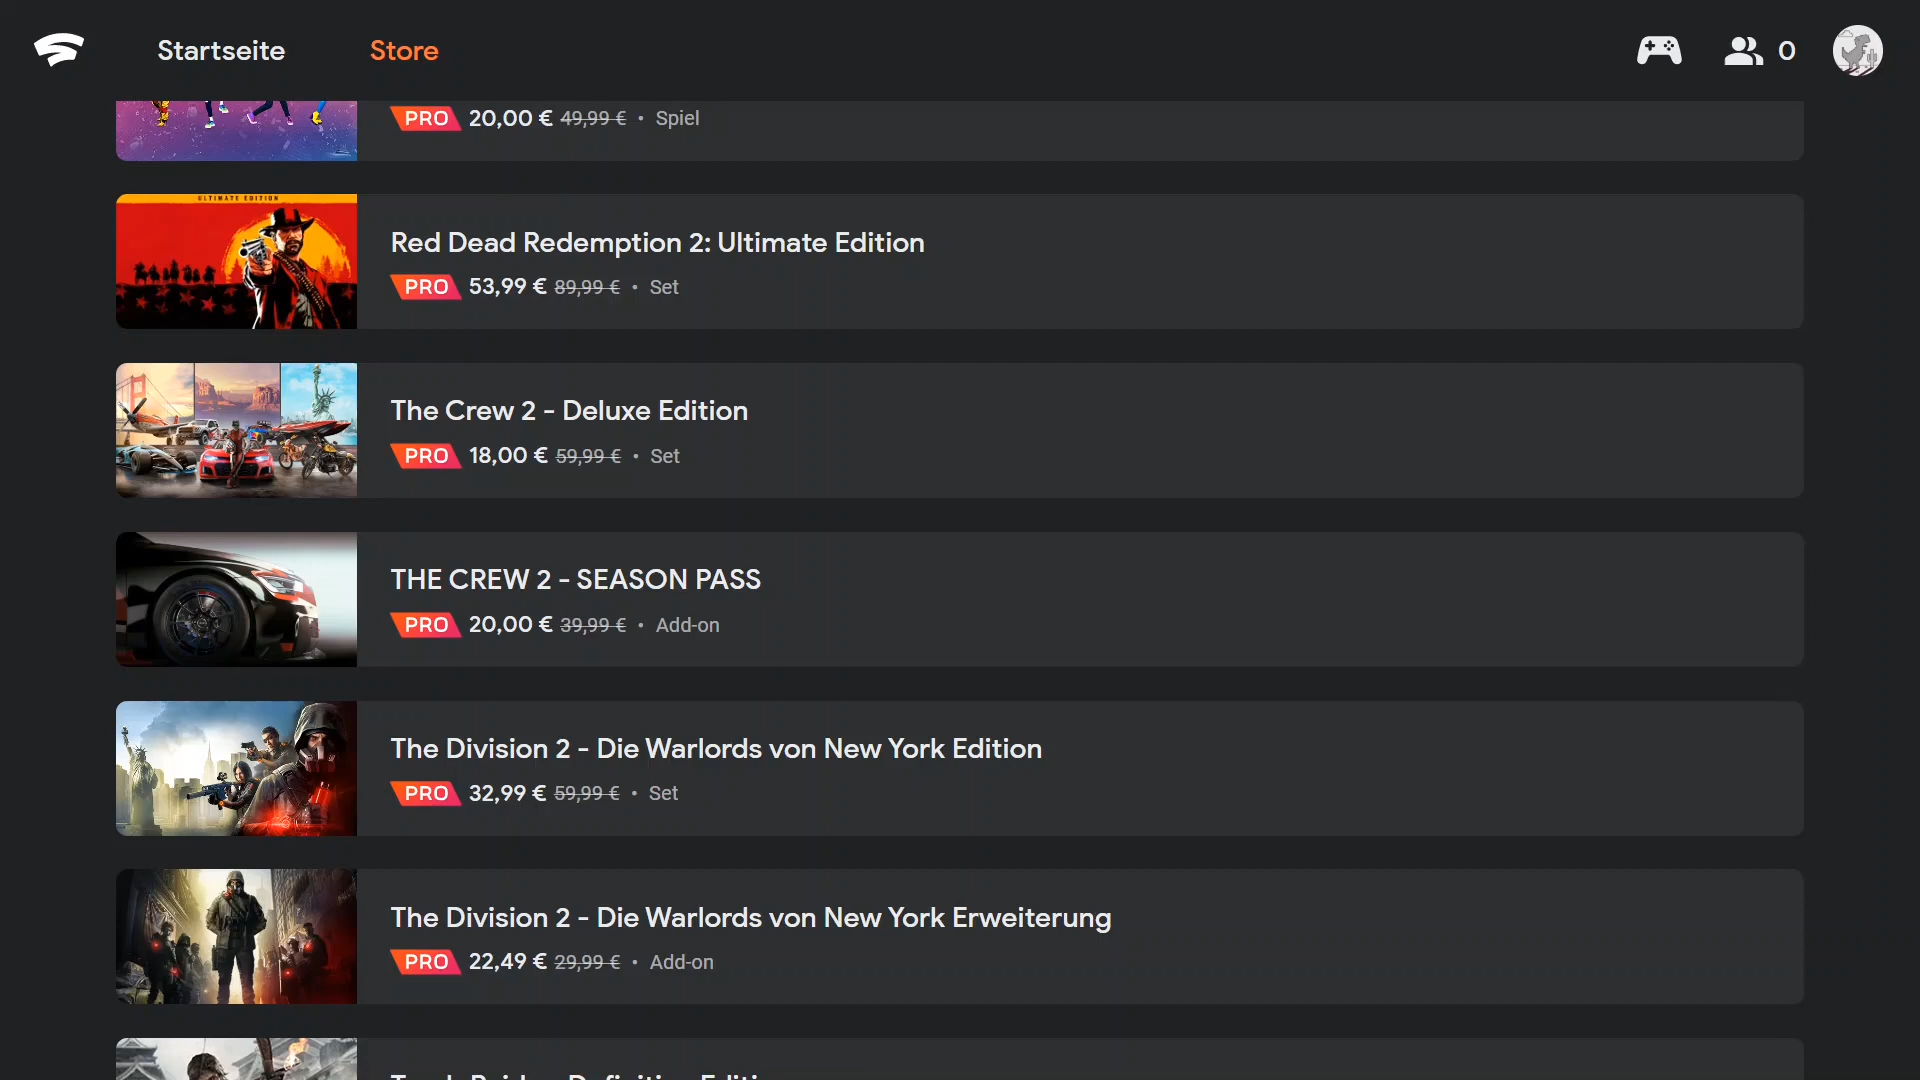 Startseite
Store
0
PRO 20,00 € 49,99 € • Spiel
ULTIMATE EDITION
Red Dead Redemption 2: Ultimate Edition
PRO 53,99 € 89,99 € • Set
The Crew 2 - Deluxe Edition
PRO 18,00 € 59,99 € • Set
THE CREW 2 - SEASON PASS
PRO 20,00 € 39,99 € • Add-on
The Division 2 - Die Warlords von New York Edition
PRO 32,99 € 59,99 € • Set
The Division 2 - Die Warlords von New York Erweiterung
PRO 22,49 € 29,99 € • Add-on